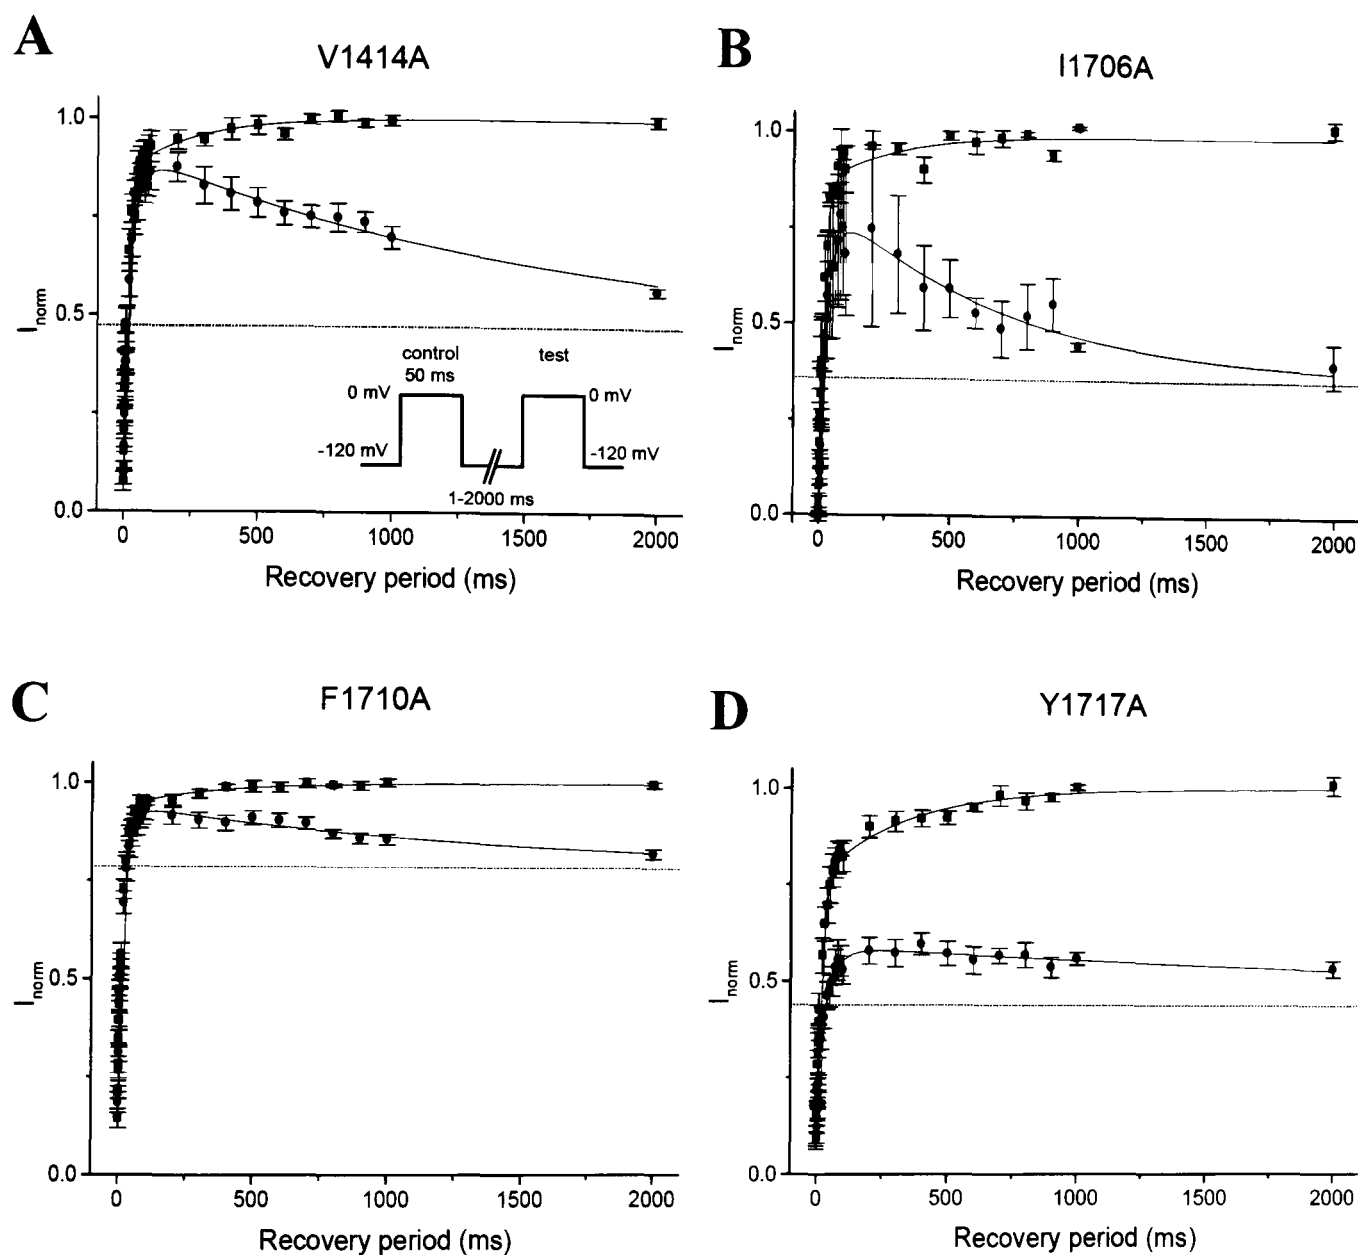 A
V1414A
1.0
0.5
0.0
I norm
control
50 ms
test
0 mV
0 mV
-120 mV
-120 mV
1-2000 ms
0
500
1000
1500
2000
Recovery period (ms)
B
I1706A
1.0
0.5
0.0
I norm
0
500
1000
1500
2000
Recovery period (ms)
C
F1710A
1.0
0.5
0.0
I norm
0
500
1000
1500
2000
Recovery period (ms)
D
Y1717A
1.0
0.5
0.0
I norm
0
500
1000
1500
2000
Recovery period (ms)